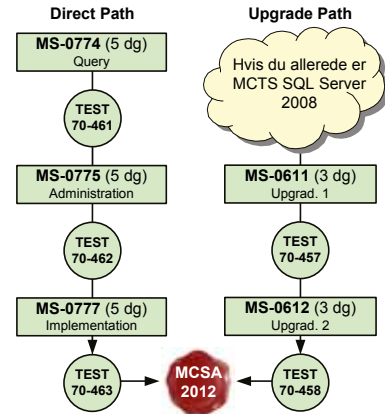 Direct Path
MS-0774 (5 dg)
Query
TEST
70-461
MS-0775 (5 dg)
Administration
TEST
70-462
MS-0777 (5 dg)
Implementation
TEST
70-463
Upgrade Path
Hvis du allerede er
MCTS SQL Server
2008
MS-0611 (3 dg)
Upgrad. 1
TEST
70-457
MS-0612 (3 dg)
Upgrad. 2
TEST
70-458
MCSA
2012